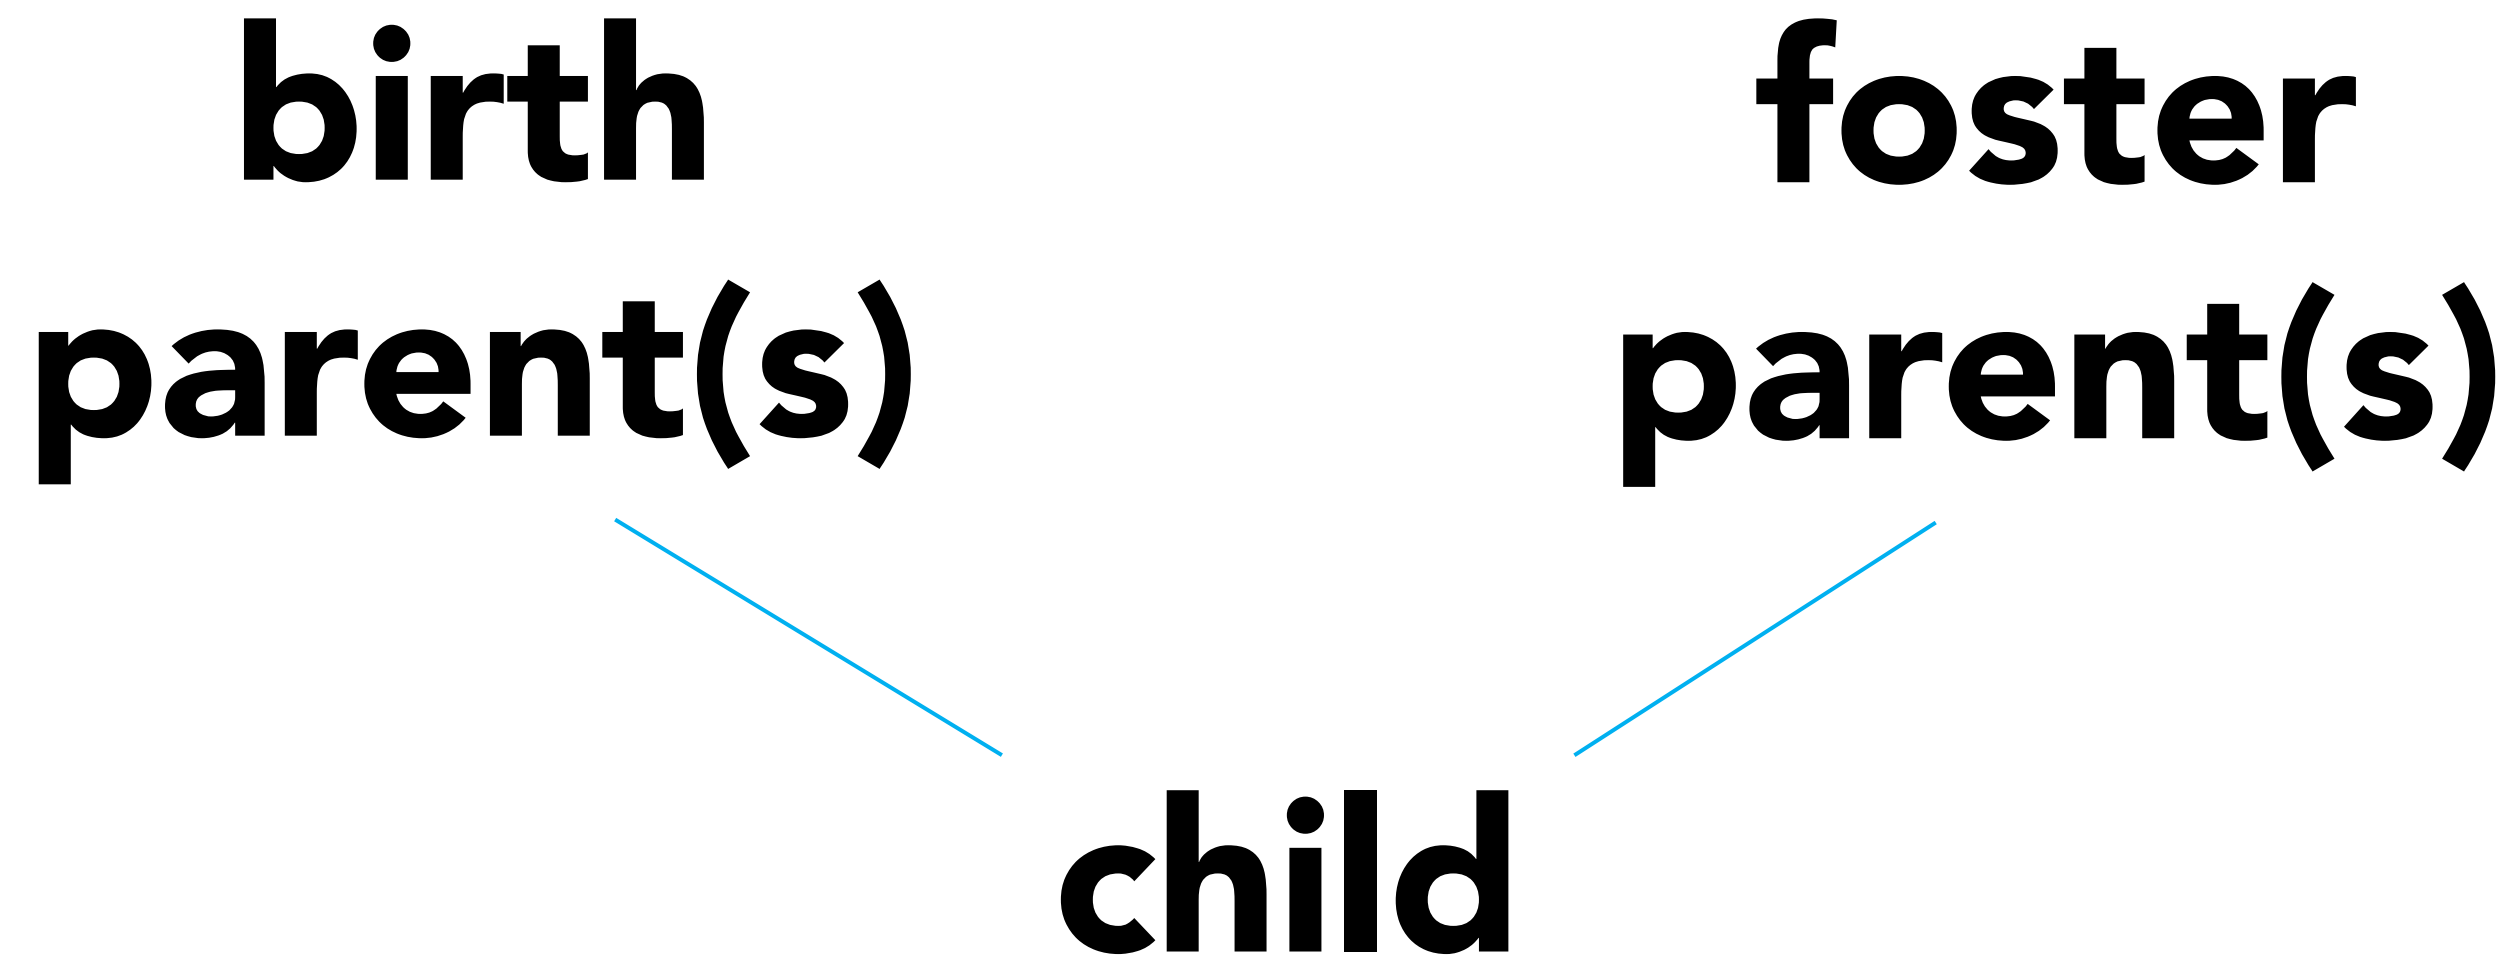 birth
parent(s)
foster
parent(s)
child